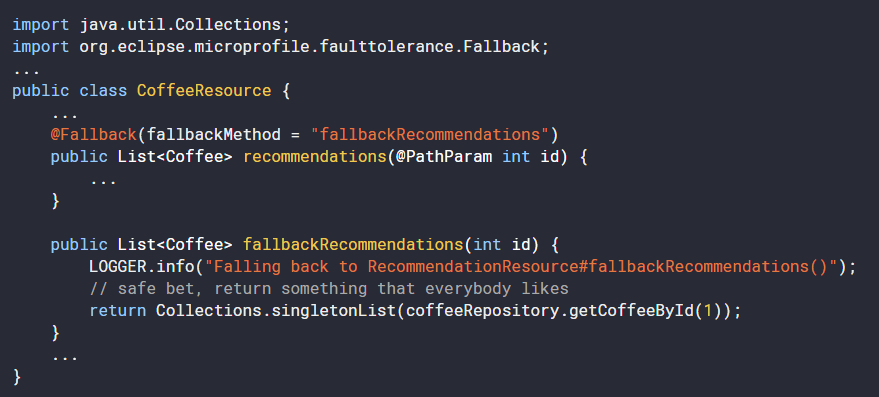 import java.util.Collections;
import org.eclipse.microprofile.faulttolerance.Fallback;
...
public class CoffeeResource {
    ...
    @Fallback(fallbackMethod = "fallbackRecommendations")
    public List<Coffee> recommendations(@PathParam int id) {
        ...
    }

    public List<Coffee> fallbackRecommendations(int id) {
        LOGGER.info("Falling back to RecommendationResource#fallbackRecommendations()");
        // safe bet, return something that everybody likes
        return Collections.singletonList(coffeeRepository.getCoffeeById(1));
    }
    ...
}